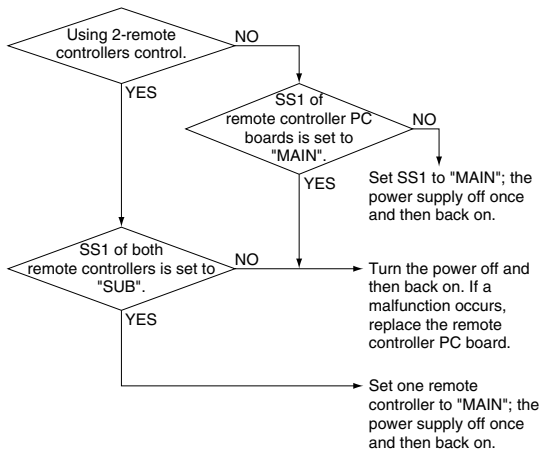 Using 2-remote
controllers control.
NO
YES
SS1 of
remote controller PC
boards is set to
"MAIN".
NO
YES
Set SS1 to "MAIN"; the
power supply off once
and then back on.
SS1 of both
remote controllers is set to
"SUB".
NO
YES
Turn the power off and
then back on. If a
malfunction occurs,
replace the remote
controller PC board.
Set one remote
controller to "MAIN"; the
power supply off once
and then back on.